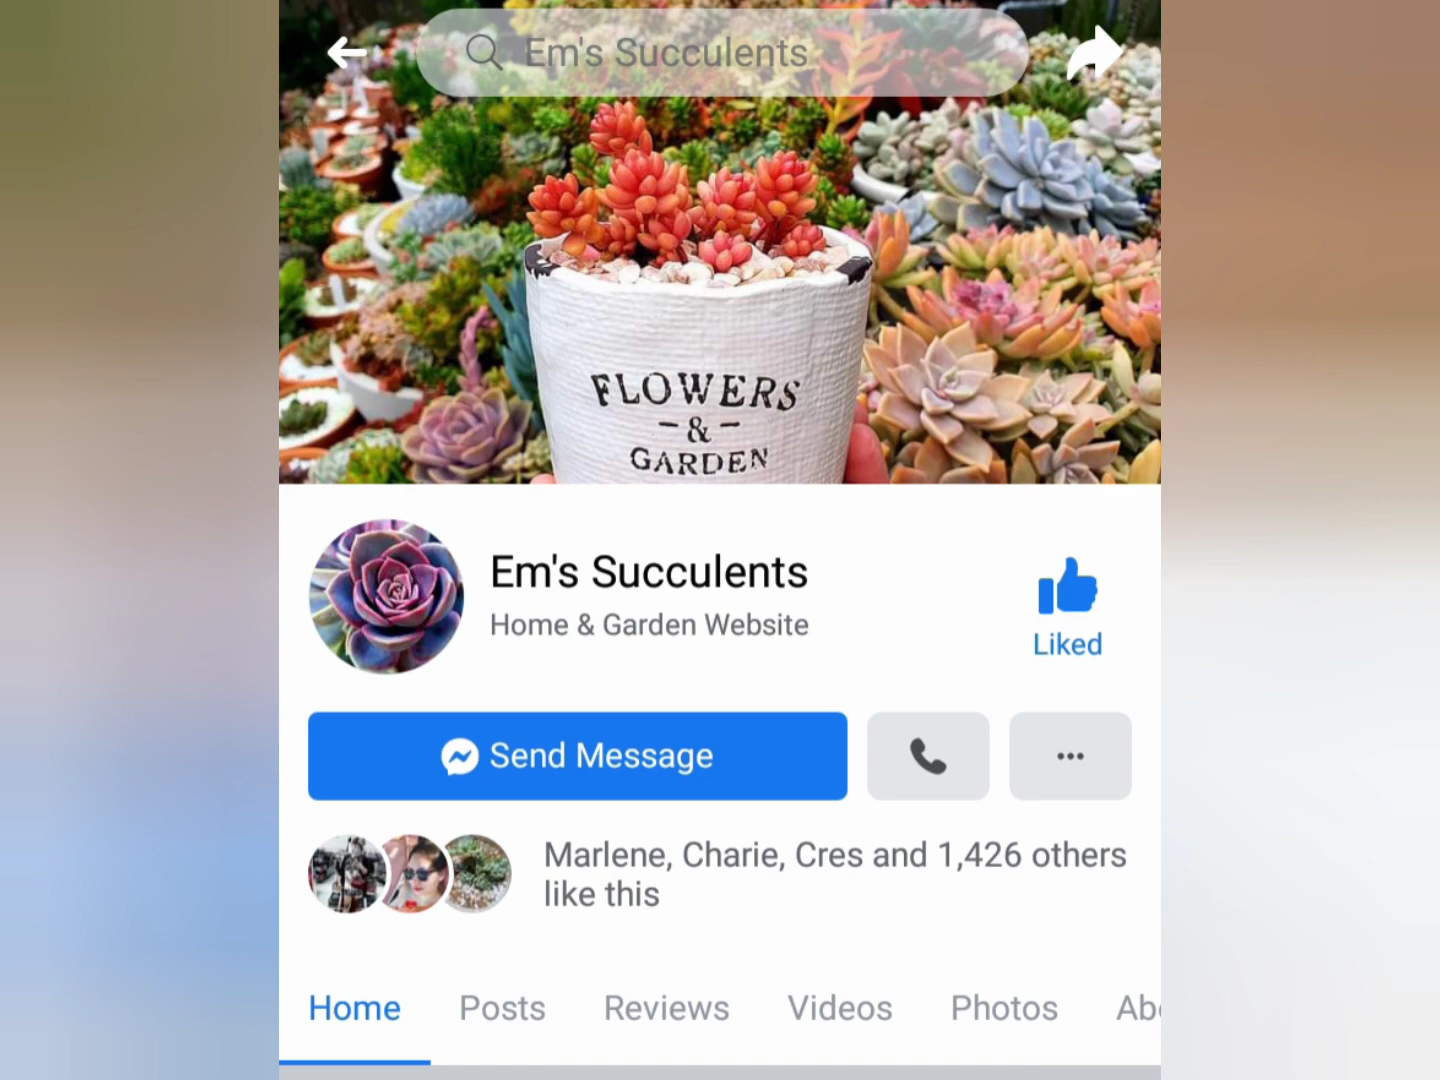 Em's Succulents
FLOWERS
- & -
GARDEN
Em's Succulents
Home & Garden Website
Liked
Send Message
Marlene, Charie, Cres and 1,426 others
like this
Home Posts Reviews Videos Photos Abo